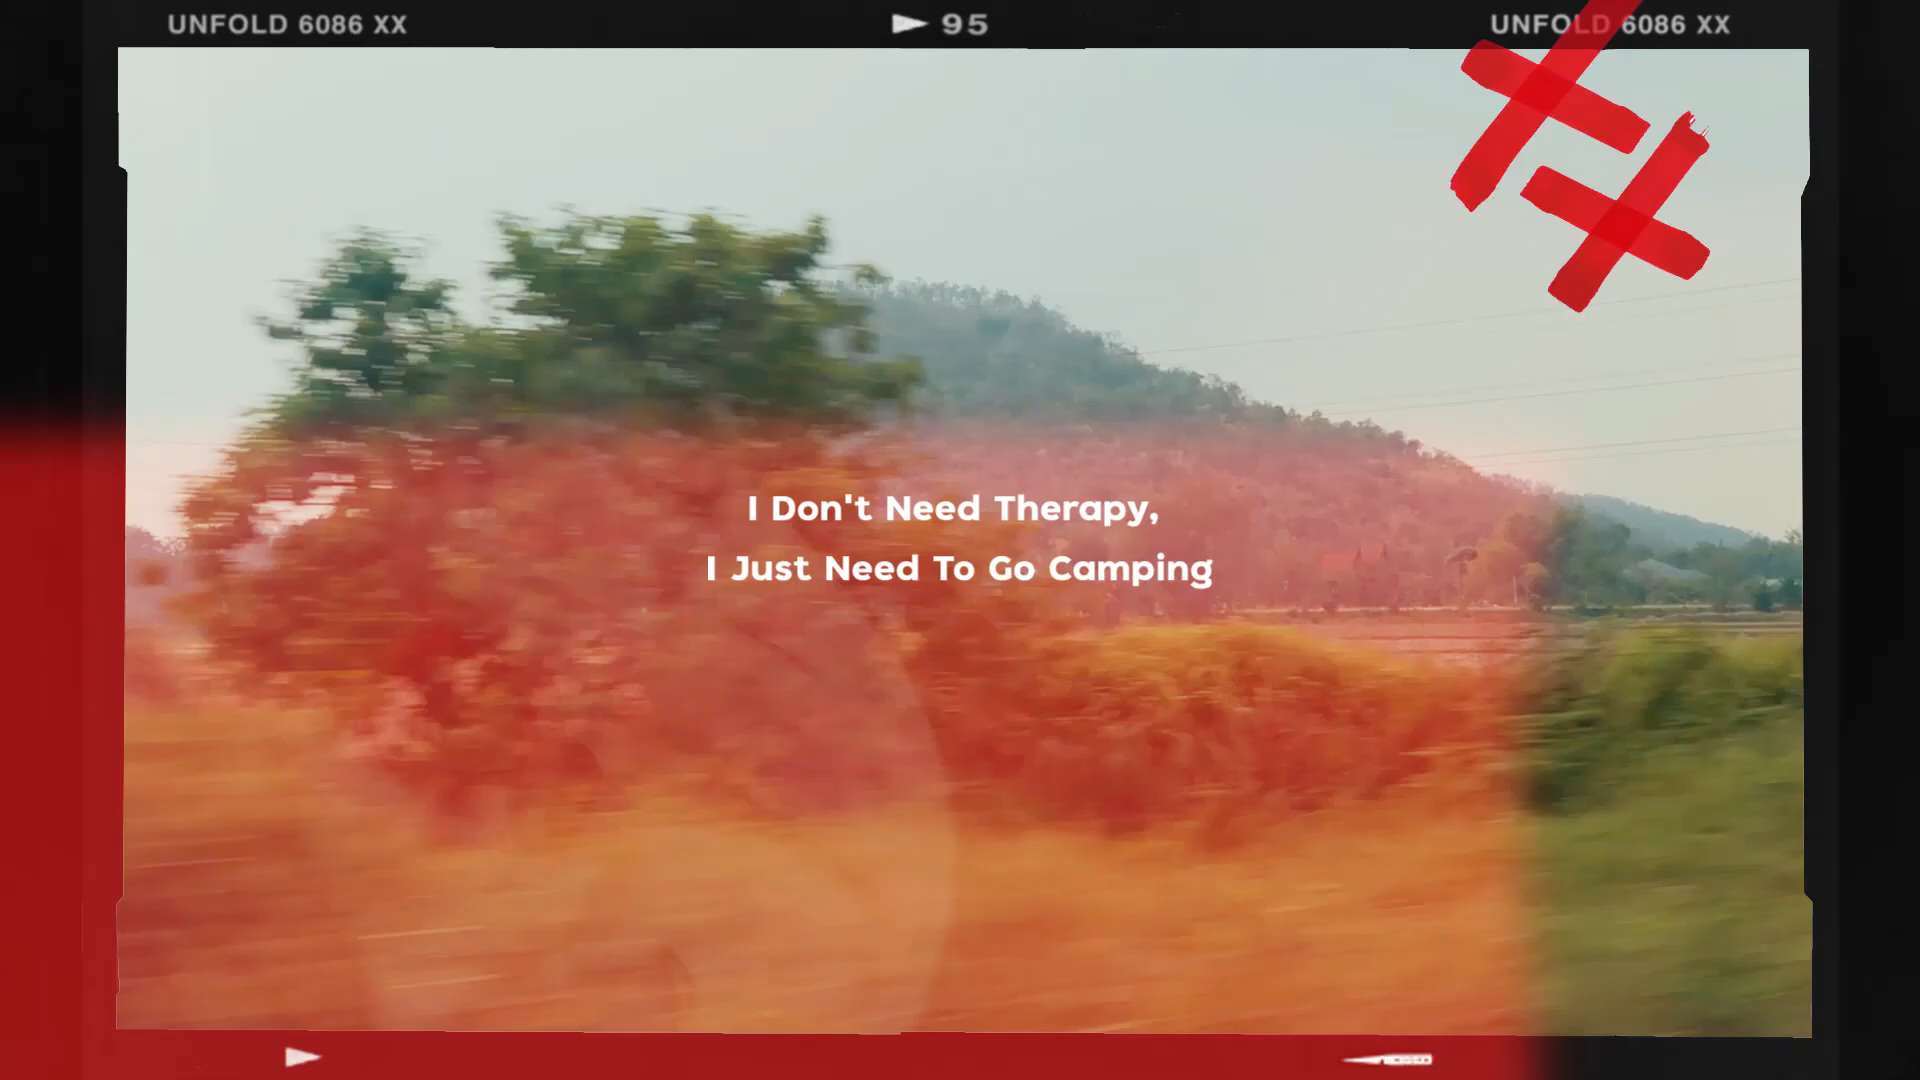 UNFOLD 6086 XX
95
UNFOLD 6086 XX
I Don't Need Therapy,
I Just Need To Go Camping